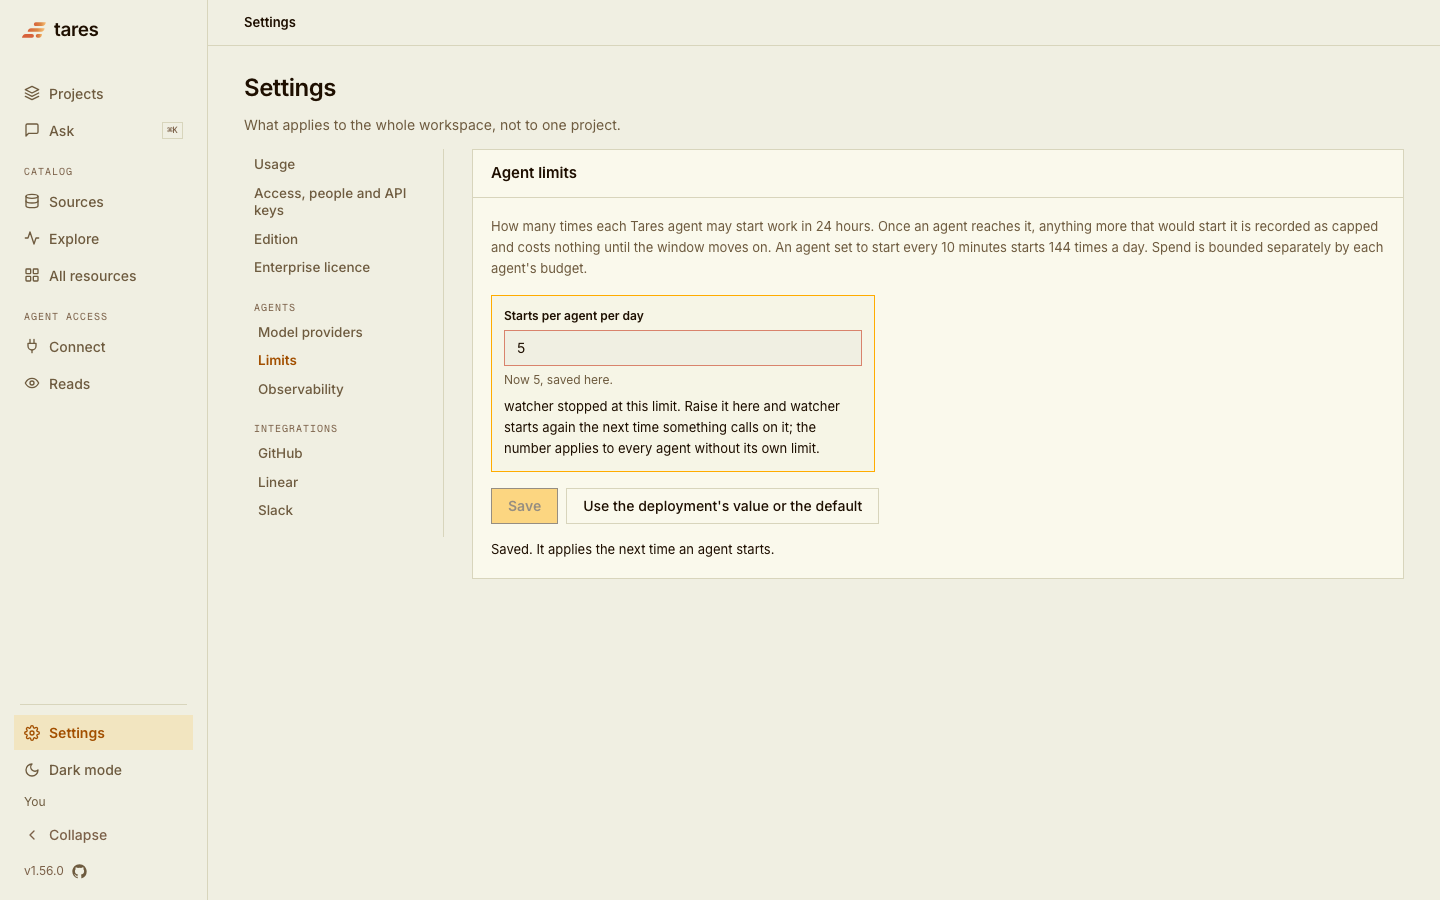 tares
Settings
Projects
Ask
⌘K
CATALOG
Sources
Explore
All resources
AGENT ACCESS
Connect
Reads
Settings
Dark mode
You
Collapse
v1.56.0
Settings
What applies to the whole workspace, not to one project.
Usage
Access, people and API
keys
Edition
Enterprise licence
AGENTS
Model providers
Limits
Observability
INTEGRATIONS
GitHub
Linear
Slack
Agent limits
How many times each Tares agent may start work in 24 hours. Once an agent reaches it, anything more that would start it is recorded as capped
and costs nothing until the window moves on. An agent set to start every 10 minutes starts 144 times a day. Spend is bounded separately by each
agent's budget.
Starts per agent per day
5
Now 5, saved here.
watcher stopped at this limit. Raise it here and watcher
starts again the next time something calls on it; the
number applies to every agent without its own limit.
Save
Use the deployment's value or the default
Saved. It applies the next time an agent starts.